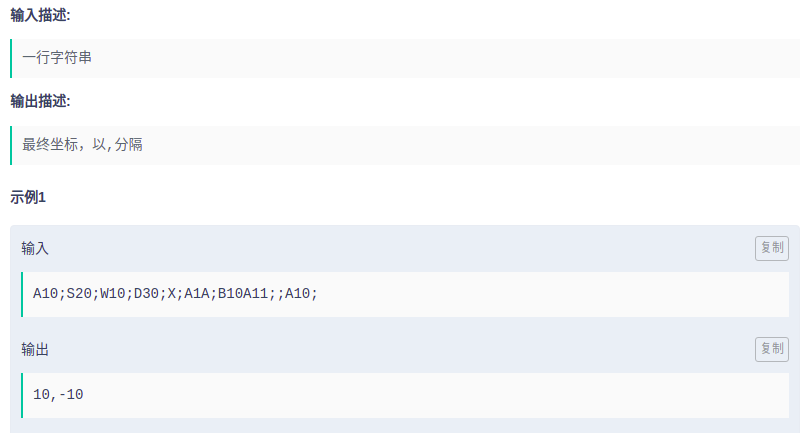 输入描述:
一行字符串
输出描述:
最终坐标，以,分隔
示例1
输入
复制
A10;S20;W10;D30;X;A1A;B10A11;;A10;
输出
复制
10,-10